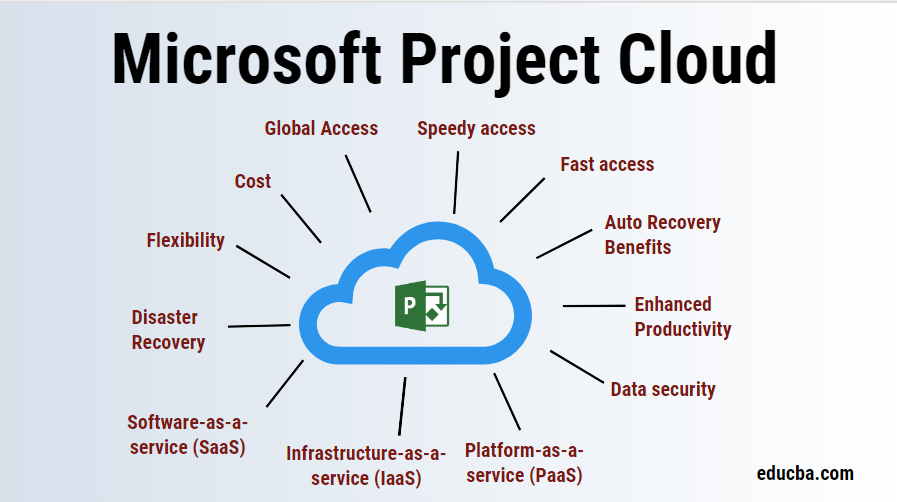 Microsoft Project Cloud
Global Access
Speedy access
Cost
Fast access
Flexibility
Auto Recovery
Benefits
Disaster
Recovery
P
Enhanced
Productivity
Data security
Software-as-a-
service (SaaS)
Infrastructure-as-a-
service (IaaS)
Platform-as-a-
service (PaaS)
educba.com